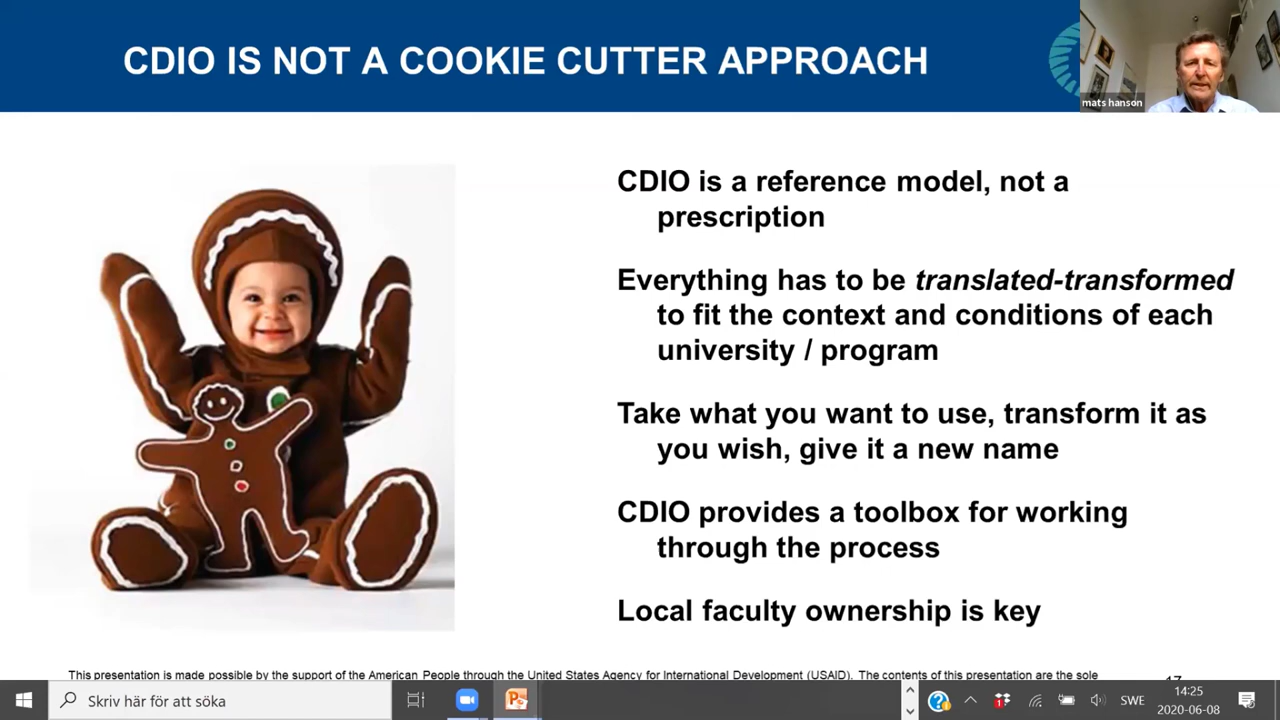 CDIO IS NOT A COOKIE CUTTER APPROACH
mats hanson
CDIO is a reference model, not a
prescription
Everything has to be translated-transformed
to fit the context and conditions of each
university / program
Take what you want to use, transform it as
you wish, give it a new name
CDIO provides a toolbox for working
through the process
Local faculty ownership is key
This presentation is made possible by the support of the American People through the United States Agency for International Development (USAID). The contents of this presentation are the sole
17
Skriv här för att söka
1
SWE
14:25
2020-06-08